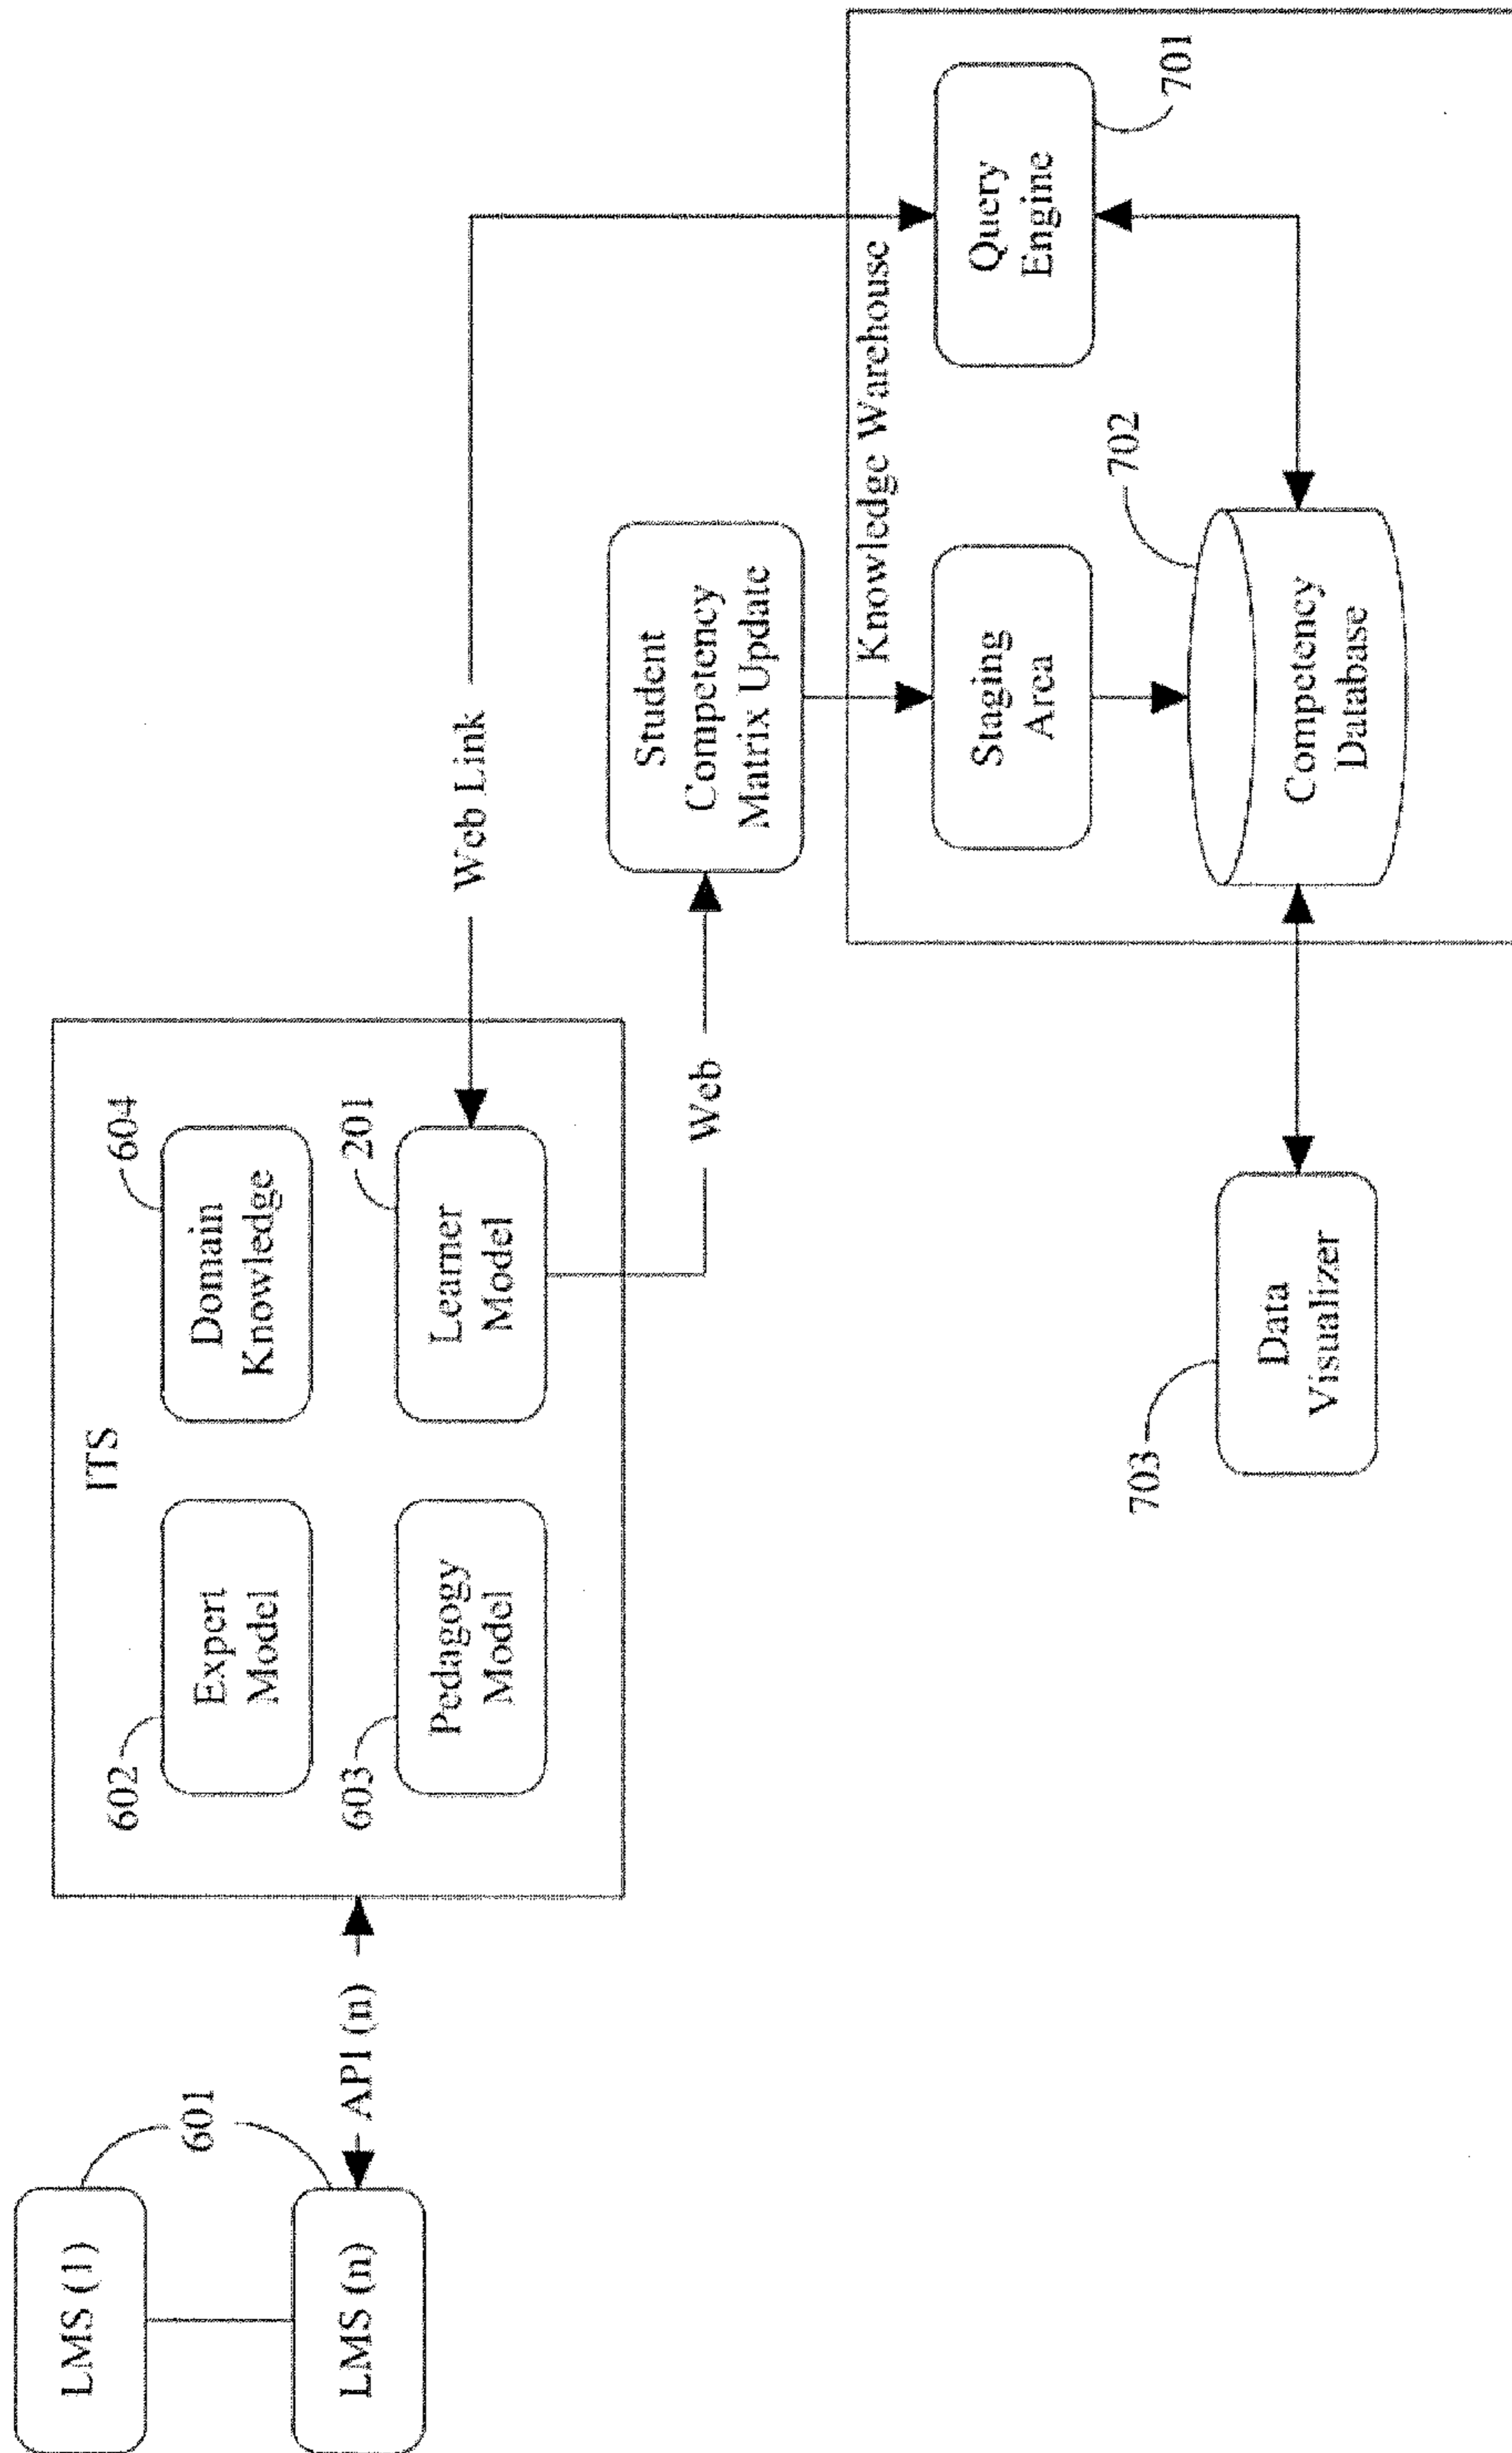 LMS (1)
601
LMS (n)
API (n)
ITS
602
Expert
Model
604
Domain
Knowledge
603
Pedagogy
Model
201
Learner
Model
Web Link
Web
Student
Competency
Matrix Update
Knowledge Warehouse
Staging
Area
Query
Engine
701
702
Competency
Database
703
Data
Visualizer